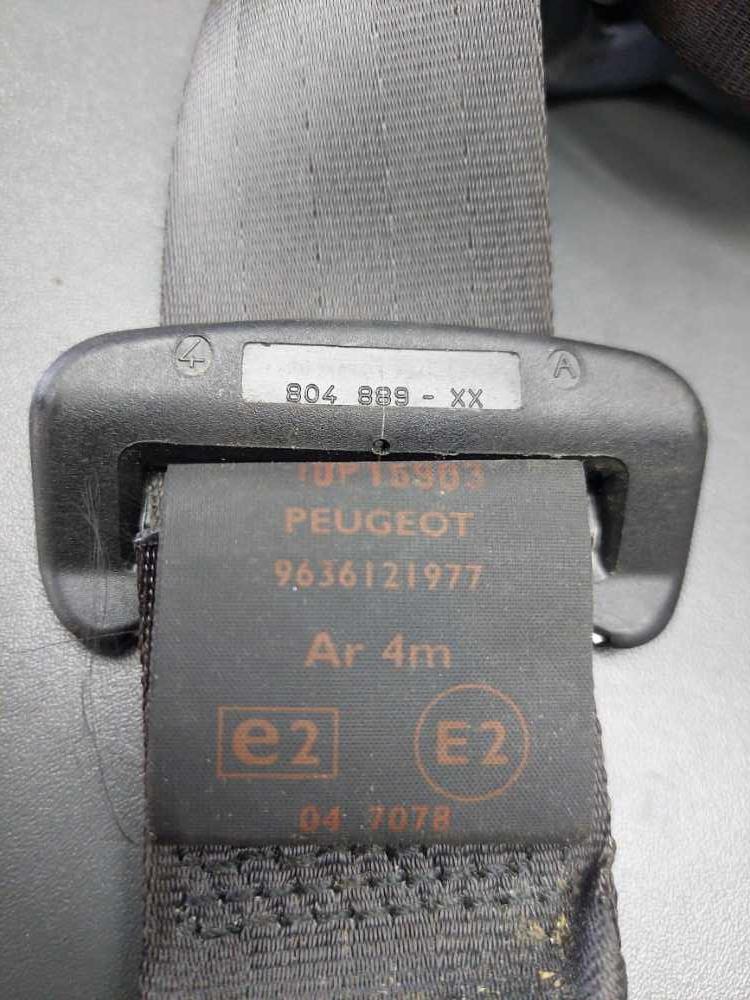 4
A
804 889 - XX
PEUGEOT
9636121977
Ar 4m
e2
E2
04 7078